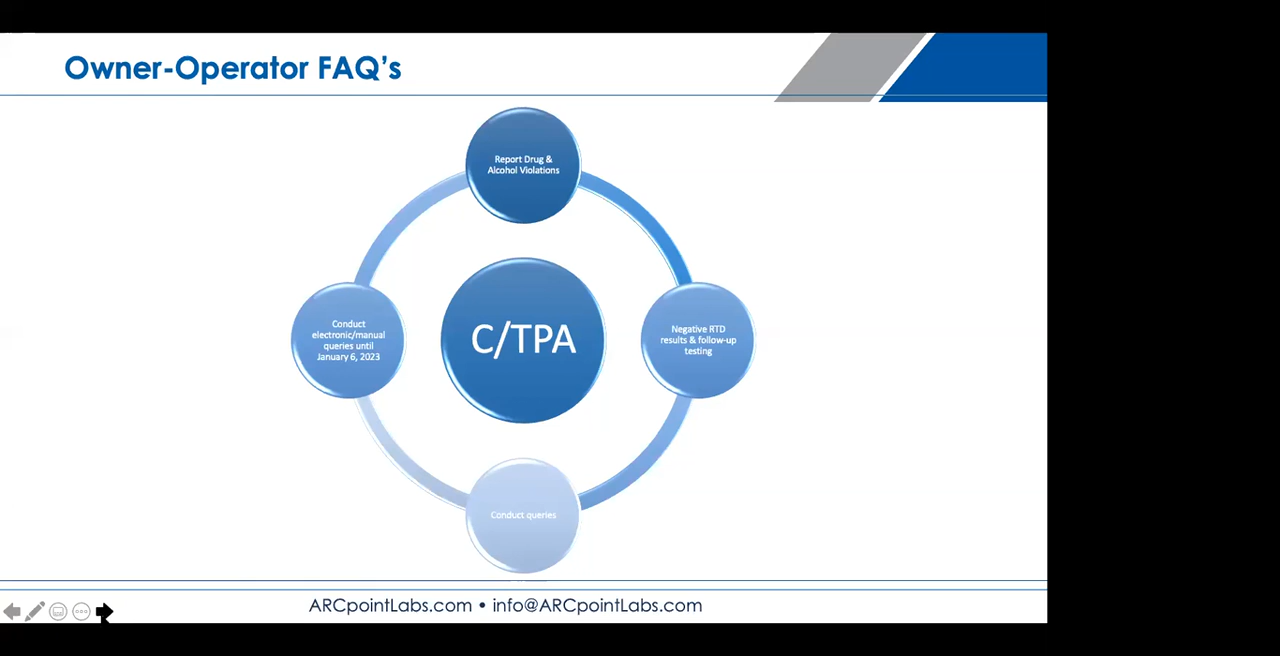 Owner-Operator FAQ's
Report Drug &
Alcohol Violations
Conduct
electronic/manual
queries until
January 6, 2023
C/TPA
Negative RTD
results & follow-up
testing
Conduct queries
ARCpointLabs.com • info@ARCpointLabs.com